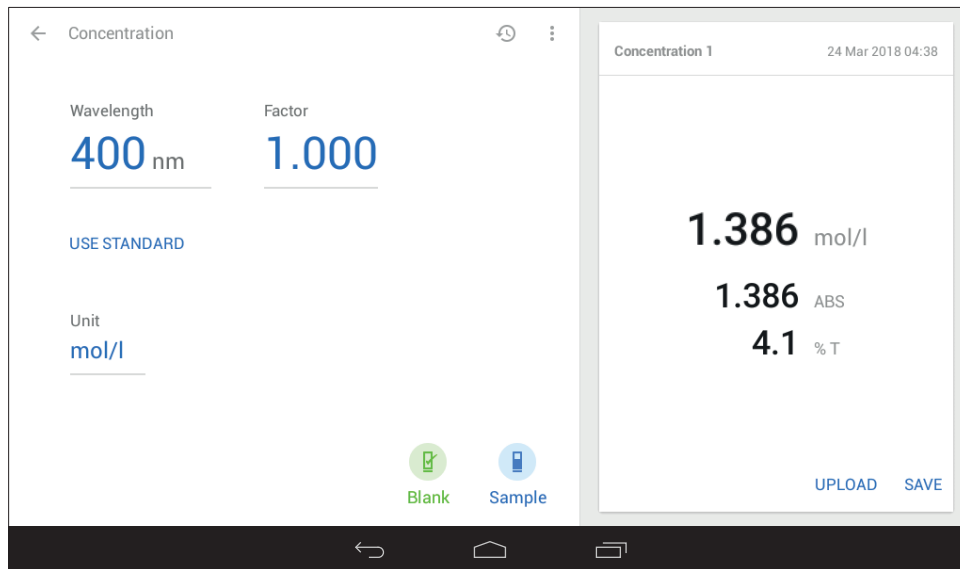 Concentration
Wavelength
400 nm
Factor
1.000
USE STANDARD
Unit
mol/l
Blank
Sample
Concentration 1
24 Mar 2018 04:38
1.386 mol/l
1.386 ABS
4.1 % T
UPLOAD
SAVE